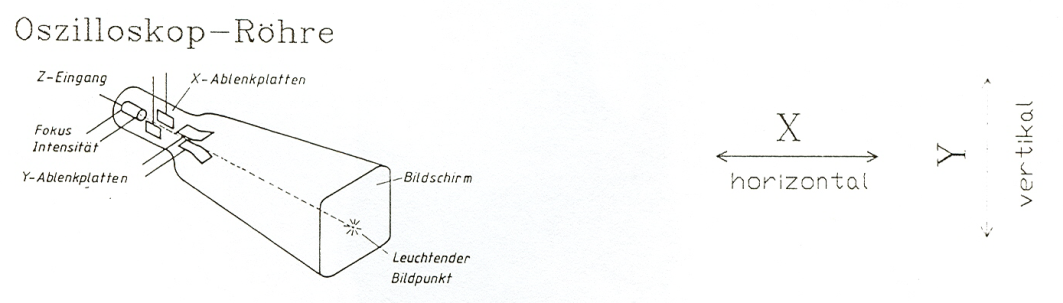 Oszilloskop-Röhre
Z-Eingang
X-Ablenkplatten
Fokus
Intensität
Y-Ablenkplatten
Bildschirm
Leuchtender
Bildpunkt
X
horizontal
Y
vertikal